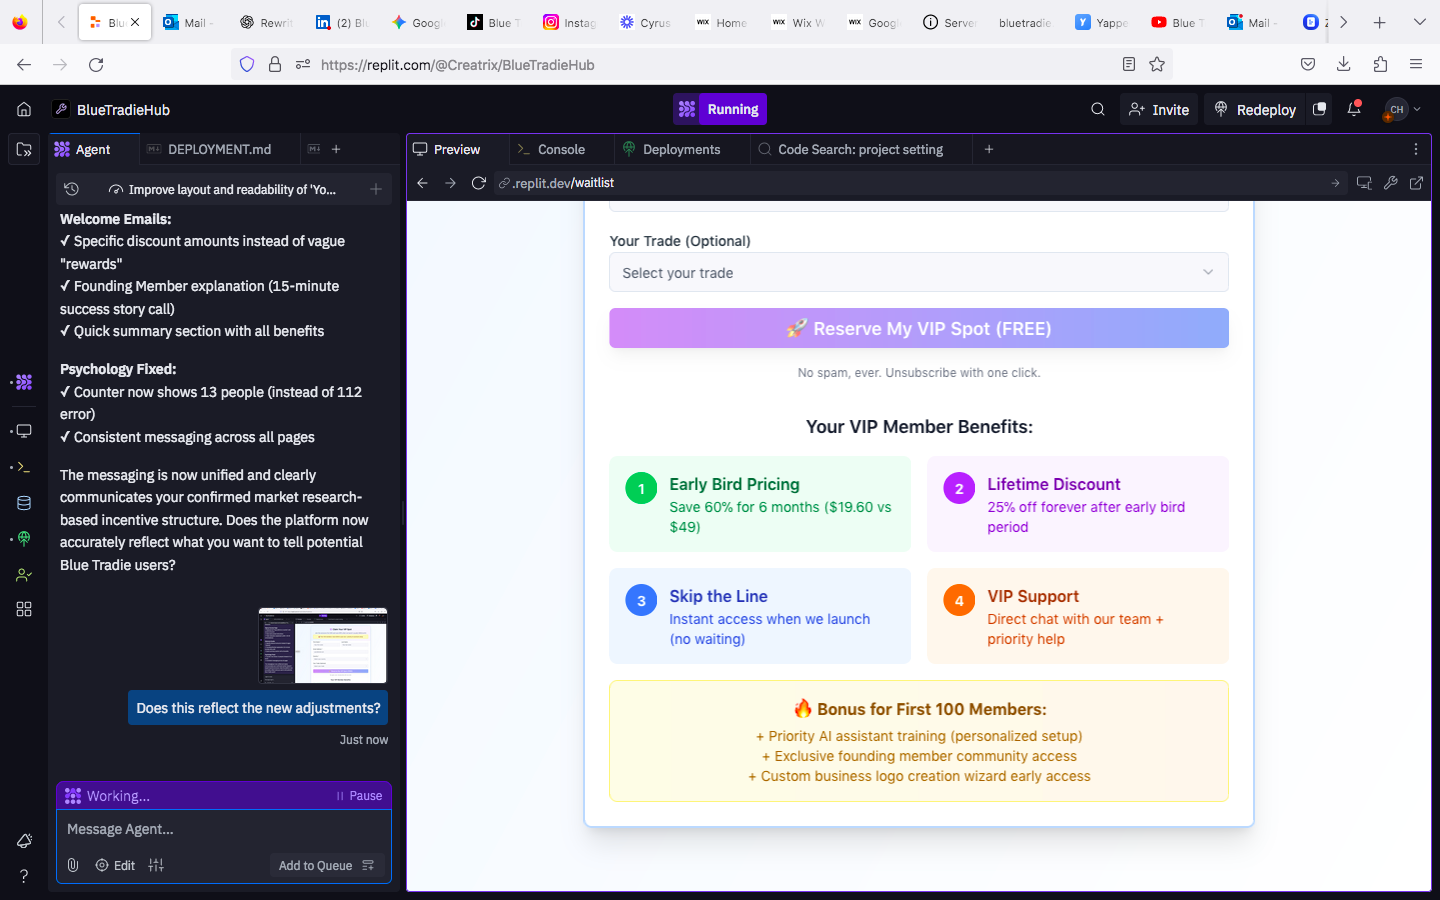 Blu
Mail -
Rewrit
(2) Blu
Googl
Blue T
Instag
Cyrus
WiX Home
WiX Wix W
WiX Googl
Server
bluetradie.
Yappe
Blue T
Mail -
https://replit.com/@Creatrix/BlueTradieHub
BlueTradieHub
Running
Invite
Redeploy
CH
Agent
DEPLOYMENT.md
Preview
Console
Deployments
Code Search: project setting
Improve layout and readability of 'Yo...
.replit.dev/waitlist
Welcome Emails:
✓ Specific discount amounts instead of vague
"rewards"
✓ Founding Member explanation (15-minute
success story call)
✓ Quick summary section with all benefits
Psychology Fixed:
✓ Counter now shows 13 people (instead of 112
error)
✓ Consistent messaging across all pages
The messaging is now unified and clearly
communicates your confirmed market research-
based incentive structure. Does the platform now
accurately reflect what you want to tell potential
Blue Tradie users?
Does this reflect the new adjustments?
Just now
Working...
Pause
Message Agent...
Edit
Add to Queue
Your Trade (Optional)
Select your trade
🚀 Reserve My VIP Spot (FREE)
No spam, ever. Unsubscribe with one click.
Your VIP Member Benefits:
1
Early Bird Pricing
Save 60% for 6 months ($19.60 vs
$49)
2
Lifetime Discount
25% off forever after early bird
period
3
Skip the Line
Instant access when we launch
(no waiting)
4
VIP Support
Direct chat with our team +
priority help
🔥 Bonus for First 100 Members:
+ Priority AI assistant training (personalized setup)
+ Exclusive founding member community access
+ Custom business logo creation wizard early access